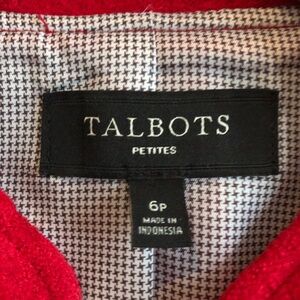 TALBOTS
PETITES
6P
MADE IN
INDONESIA